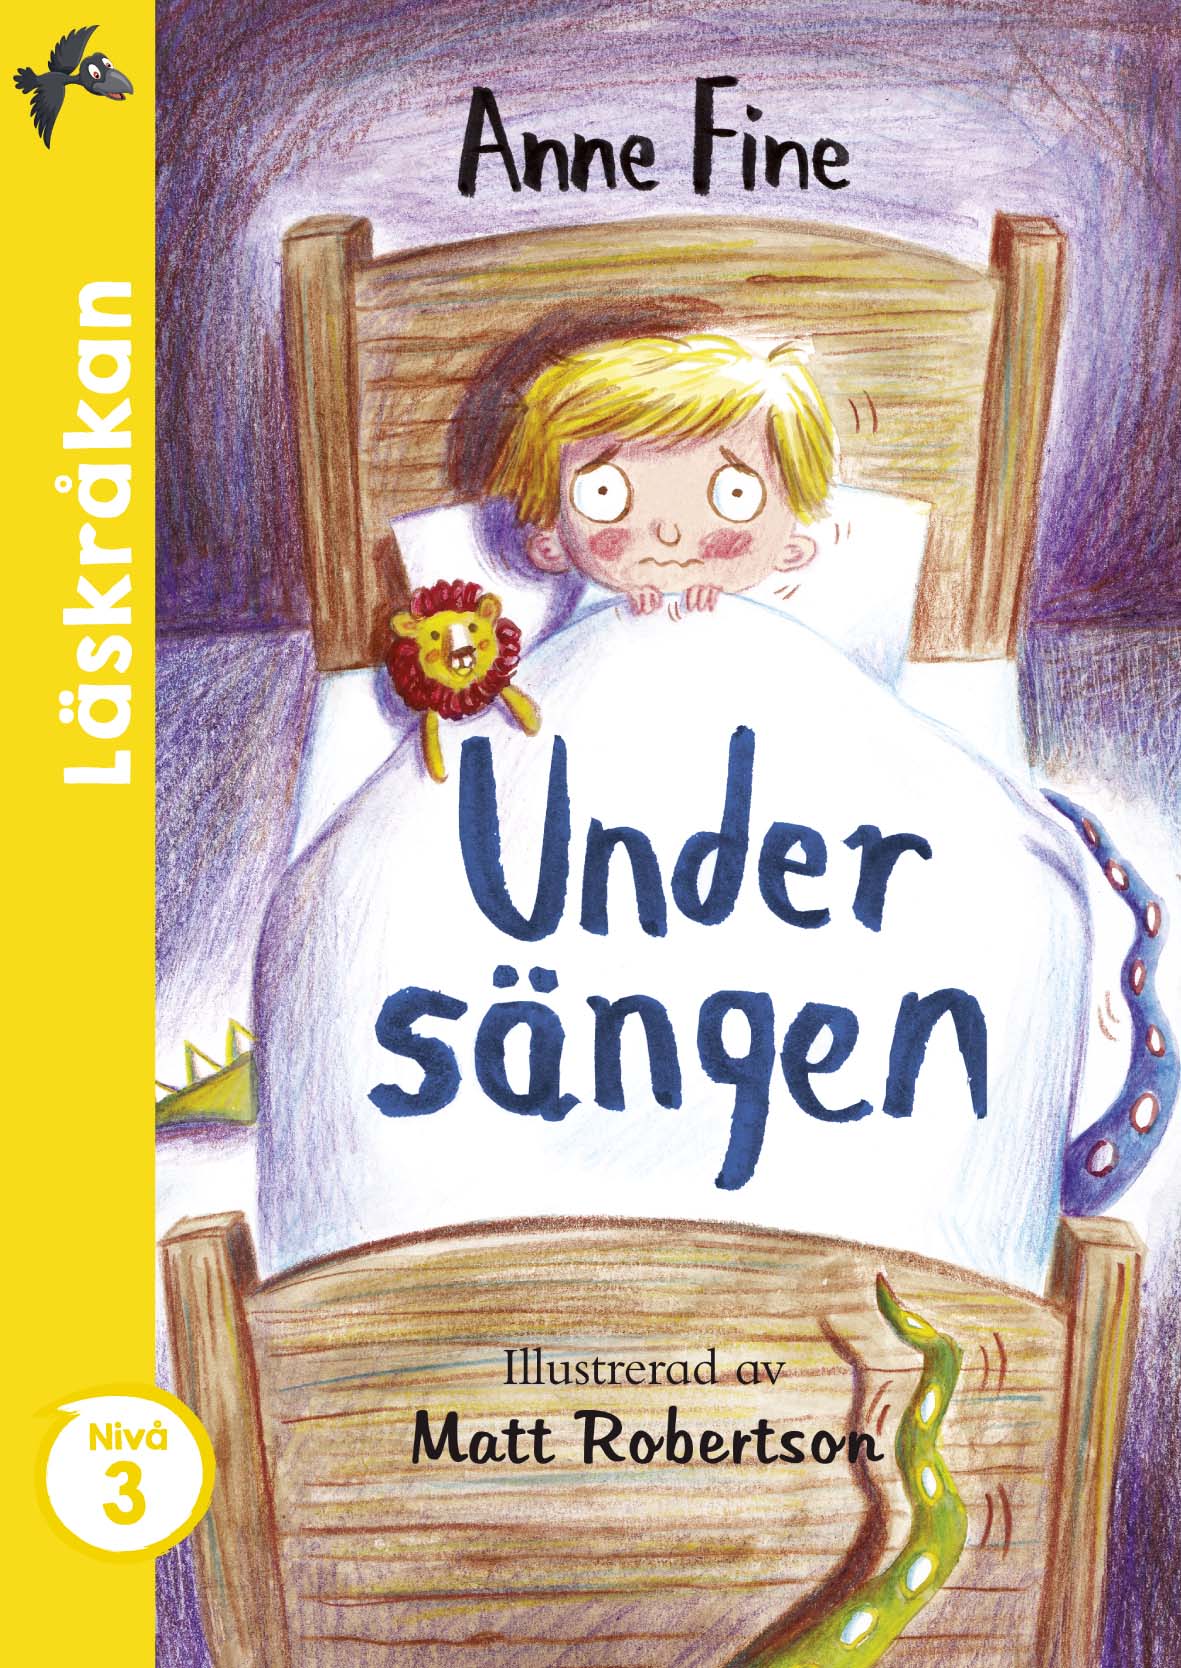 Läskråkan
Anne Fine
Under
sängen
Illustrerad av
Matt Robertson
Nivå
3